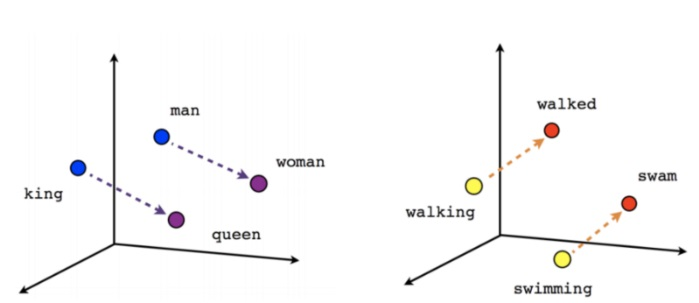 man
woman
king
queen
walked
swam
walking
swimming